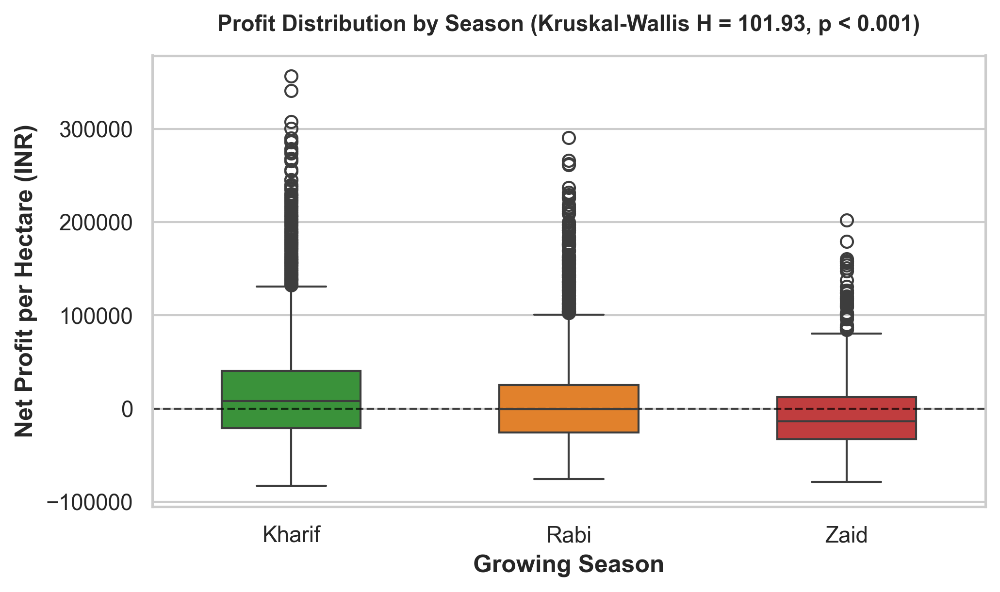 Profit Distribution by Season (Kruskal-Wallis H = 101.93, p < 0.001)
Net Profit per Hectare (INR)
300000
200000
100000
0
−100000
Kharif
Rabi
Zaid
Growing Season